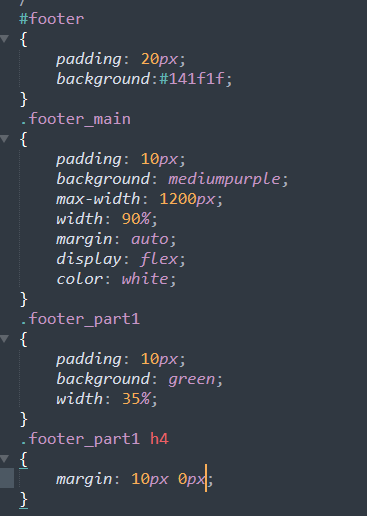 #footer
{
padding: 20px;
background:#141f1f;
}
.footer_main
{
padding: 10px;
background: mediumpurple;
max-width: 1200px;
width: 90%;
margin: auto;
display: flex;
color: white;
}
.footer_part1
{
padding: 10px;
background: green;
width: 35%;
}
.footer_part1 h4
{
margin: 10px 0px;
}